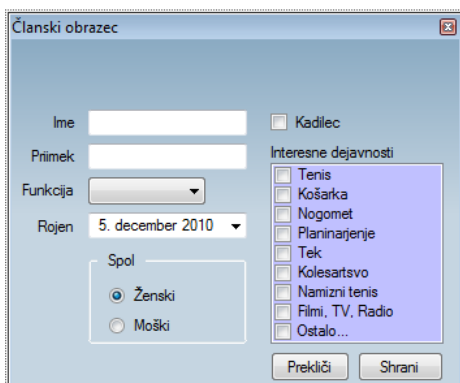 Članski obrazec
Ime
Priimek
Funkcija
Rojen
5. december 2010
Spol
Ženski
Moški
Kadilec
Interesne dejavnosti
Tenis
Košarka
Nogomet
Planinarjenje
Tek
Kolesartsvo
Namizni tenis
Filmi, TV, Radio
Ostalo...
Prekliči
Shrani